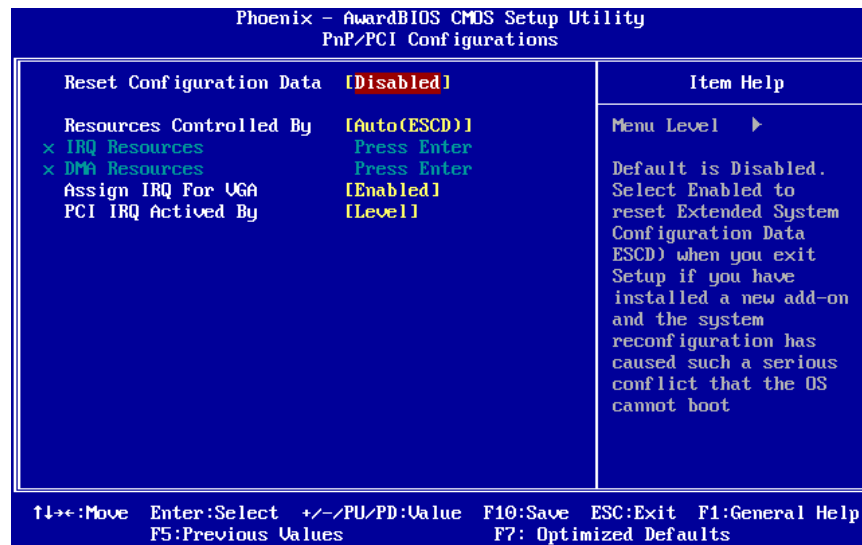 Phoenix - AwardBIOS CMOS Setup Utility
PnP/PCI Configurations
Reset Configuration Data [Disabled]
Resources Controlled By [Auto(ESCD)]
x IRQ Resources Press Enter
x DMA Resources Press Enter
Assign IRQ For VGA [Enabled]
PCI IRQ Actived By [Level]
Item Help
Menu Level ▶
Default is Disabled.
Select Enabled to
reset Extended System
Configuration Data
ESCD) when you exit
Setup if you have
installed a new add-on
and the system
reconfiguration has
caused such a serious
conflict that the OS
cannot boot
↑↓→←:Move Enter:Select +/-/PU/PD:Value F10:Save ESC:Exit F1:General Help
F5:Previous Values F7: Optimized Defaults